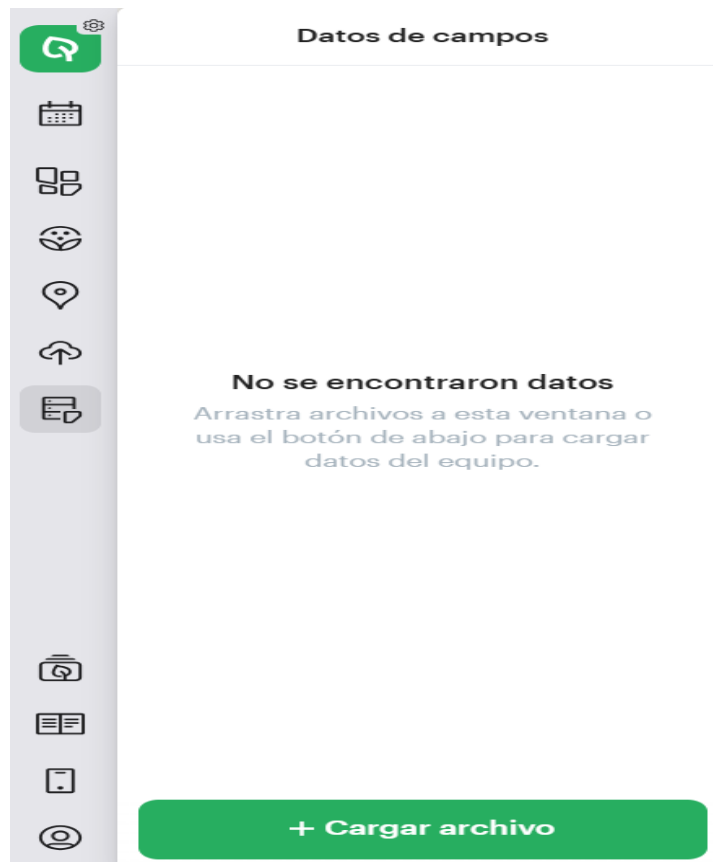 Datos de campos
No se encontraron datos
Arrastra archivos a esta ventana o
usa el botón de abajo para cargar
datos del equipo.
+ Cargar archivo